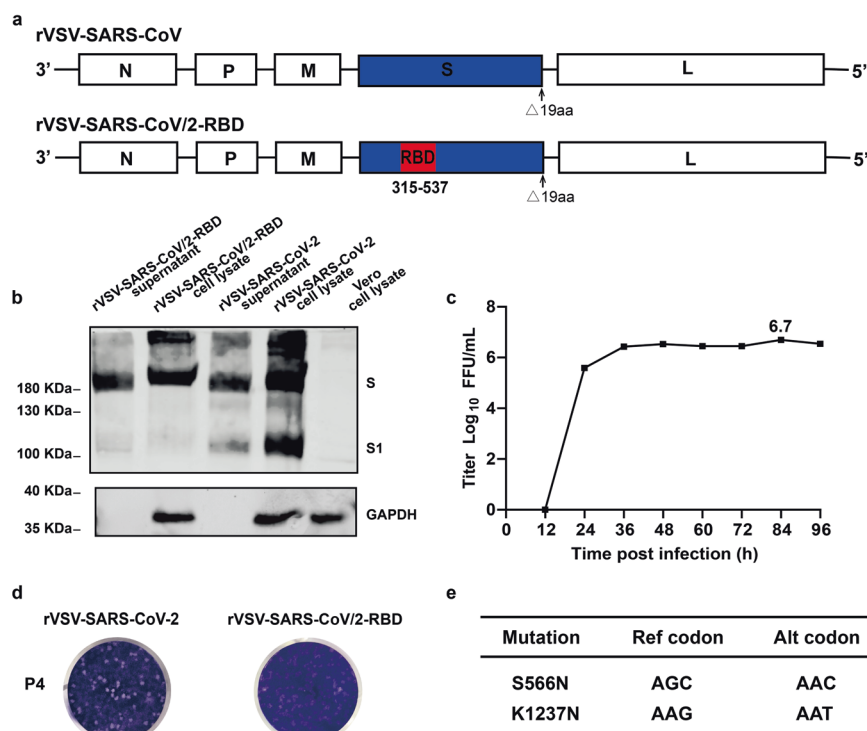 a
rVSV-SARS-CoV
3’ N P M S L 5’
△19aa
rVSV-SARS-CoV/2-RBD
3’ N P M RBD L 5’
315-537
△19aa
b
rVSV-SARS-CoV/2-RBD
supernatant
rVSV-SARS-CoV/2-RBD
cell lysate
rVSV-SARS-CoV-2
supernatant
rVSV-SARS-CoV-2
cell lysate
Vero
cell lysate
180 KDa–
130 KDa–
100 KDa–
S
S1
40 KDa–
35 KDa–
GAPDH
c
Titer Log10 FFU/mL
8
6
4
2
0
6.7
0 12 24 36 48 60 72 84 96
Time post infection (h)
d
rVSV-SARS-CoV-2 rVSV-SARS-CoV/2-RBD
P4
e
Mutation Ref codon Alt codon
S566N AGC AAC
K1237N AAG AAT